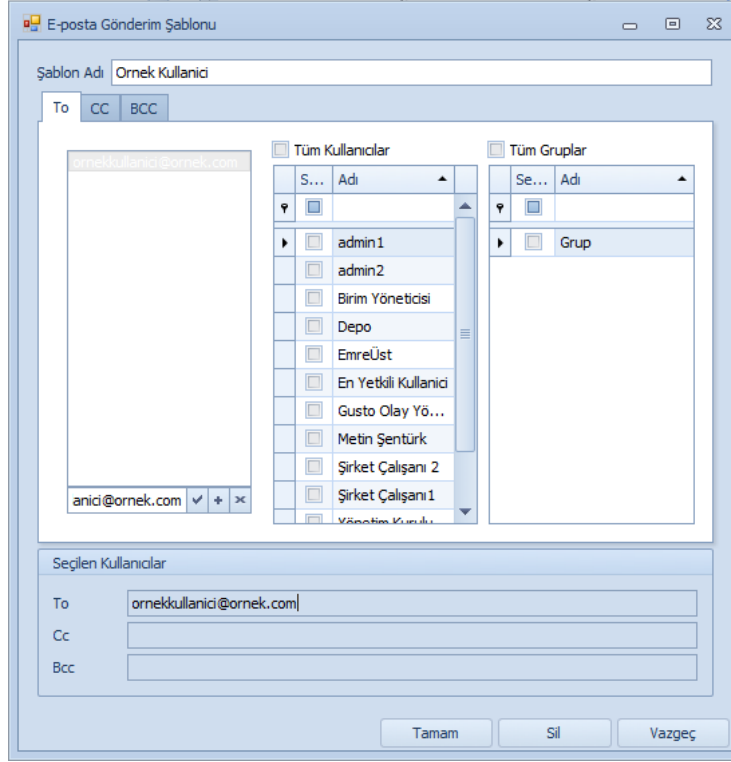 E-posta Gönderim Şablonu
Şablon Adı Ornek Kullanici
To CC BCC
ornekkullanici@ornek.com
anici@ornek.com
Tüm Kullanıcılar
S... Adı
admin1
admin2
Birim Yöneticisi
Depo
EmreÜst
En Yetkili Kullanici
Gusto Olay Yö...
Metin Şentürk
Şirket Çalışanı 2
Şirket Çalışanı1
Yönetim Kurulu
Tüm Gruplar
Se... Adı
Grup
Seçilen Kullanıcılar
To ornekkullanici@ornek.com
Cc
Bcc
Tamam Sil Vazgeç